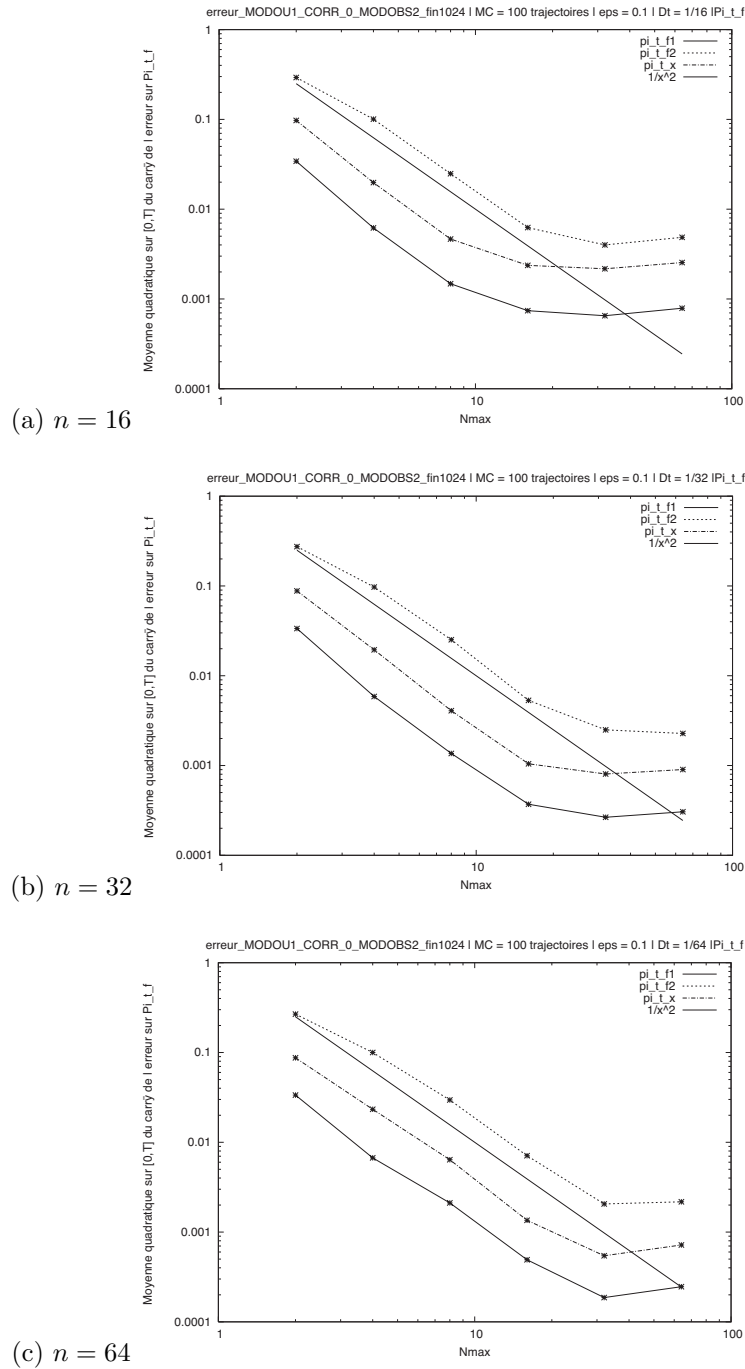 erreur_MODOU1_CORR_0_MODOBS2_fin1024 | MC = 100 trajectoires | eps = 0.1 | Dt = 1/16 |Pi_t_f
Moyenne quadratique sur [0,T] du carrÿ de l erreur sur Pi_t_f
1
0.1
0.01
0.001
0.0001
pi_t_f1
pi_t_f2
pi_t_x
1/x^2
1 10 100
Nmax
(a) n = 16
erreur_MODOU1_CORR_0_MODOBS2_fin1024 | MC = 100 trajectoires | eps = 0.1 | Dt = 1/32 |Pi_t_f
Moyenne quadratique sur [0,T] du carrÿ de l erreur sur Pi_t_f
1
0.1
0.01
0.001
0.0001
pi_t_f1
pi_t_f2
pi_t_x
1/x^2
1 10 100
Nmax
(b) n = 32
erreur_MODOU1_CORR_0_MODOBS2_fin1024 | MC = 100 trajectoires | eps = 0.1 | Dt = 1/64 |Pi_t_f
Moyenne quadratique sur [0,T] du carrÿ de l erreur sur Pi_t_f
1
0.1
0.01
0.001
0.0001
pi_t_f1
pi_t_f2
pi_t_x
1/x^2
1 10 100
Nmax
(c) n = 64